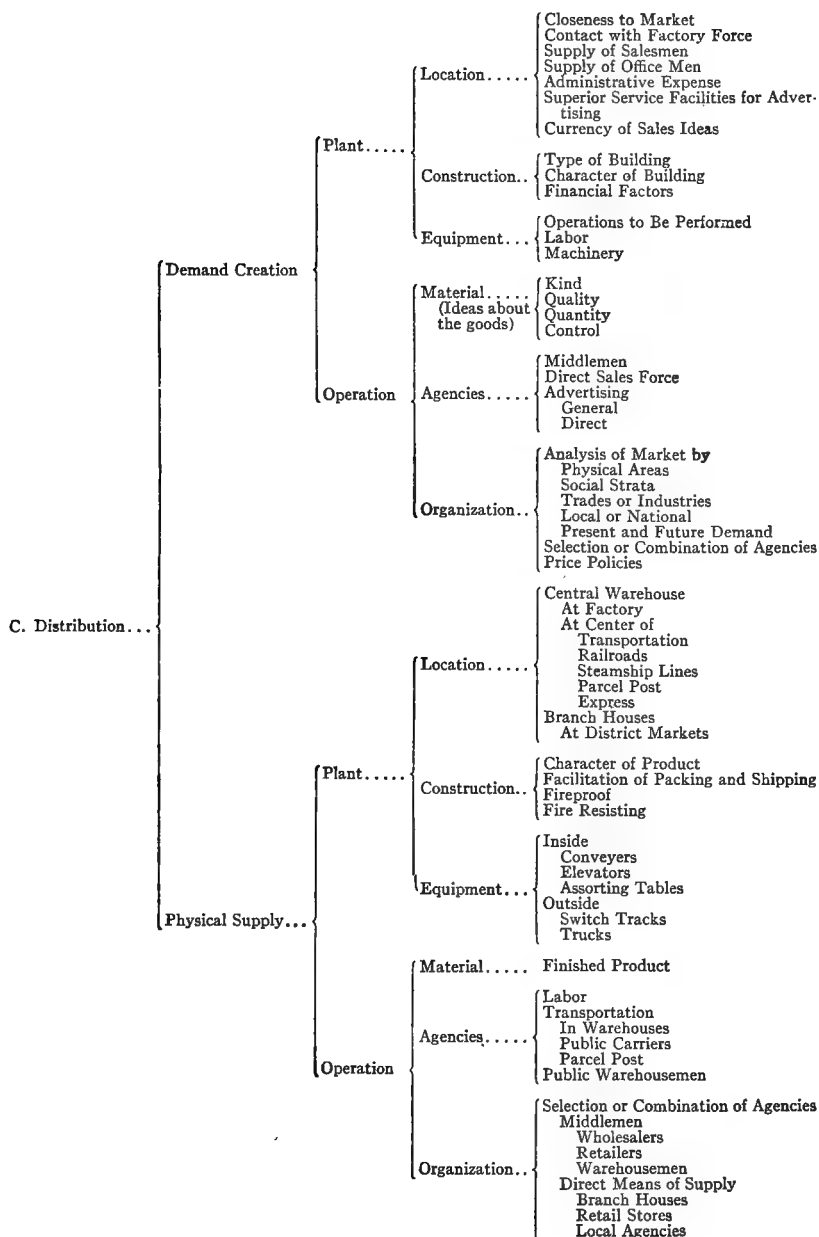 C. Distribution...
Demand Creation
Plant.....
Location.....
Closeness to Market
Contact with Factory Force
Supply of Salesmen
Supply of Office Men
Administrative Expense
Superior Service Facilities for Adver-
tising
Currency of Sales Ideas
Construction..
Type of Building
Character of Building
Financial Factors
Equipment...
Operations to Be Performed
Labor
Machinery
Operation
Material.....
(Ideas about
the goods)
Kind
Quality
Quantity
Control
Agencies.....
Middlemen
Direct Sales Force
Advertising
General
Direct
Organization..
Analysis of Market by
Physical Areas
Social Strata
Trades or Industries
Local or National
Present and Future Demand
Selection or Combination of Agencies
Price Policies
Physical Supply...
Plant.....
Location.....
Central Warehouse
At Factory
At Center of
Transportation
Railroads
Steamship Lines
Parcel Post
Express
Branch Houses
At District Markets
Construction..
Character of Product
Facilitation of Packing and Shipping
Fireproof
Fire Resisting
Equipment...
Inside
Conveyers
Elevators
Assorting Tables
Outside
Switch Tracks
Trucks
Operation
Material.....
Finished Product
Agencies.....
Labor
Transportation
In Warehouses
Public Carriers
Parcel Post
Public Warehousemen
Organization..
Selection or Combination of Agencies
Middlemen
Wholesalers
Retailers
Warehousemen
Direct Means of Supply
Branch Houses
Retail Stores
Local Agencies